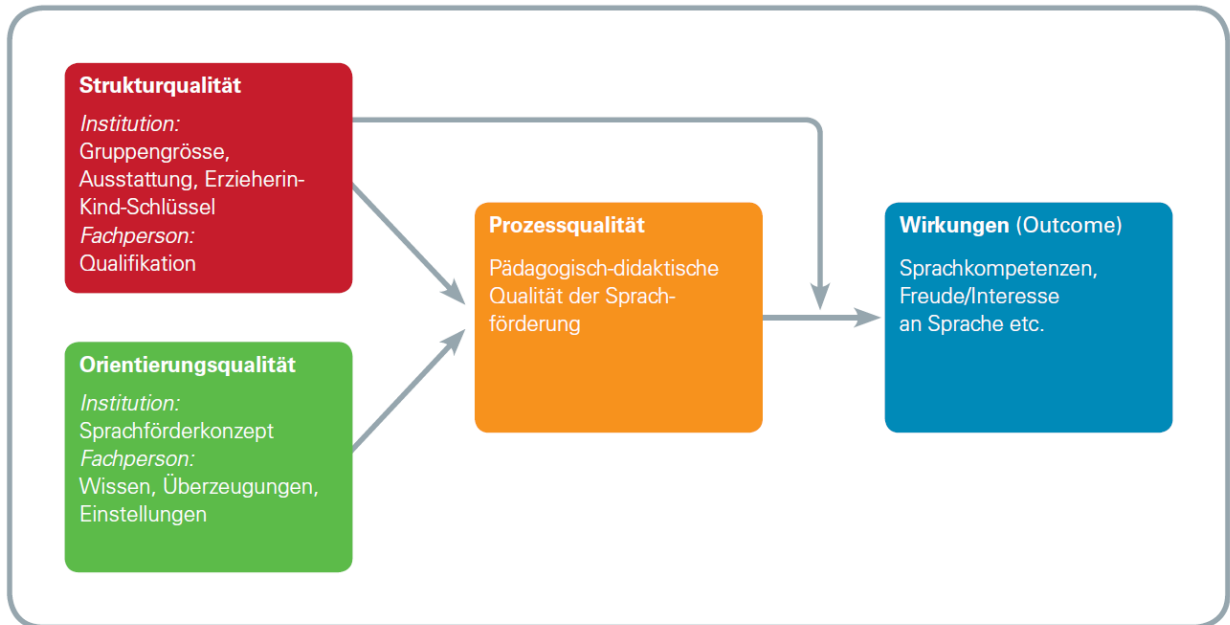 Strukturqualität
Institution:
Gruppengrösse,
Ausstattung, Erzieherin-
Kind-Schlüssel
Fachperson:
Qualifikation
Orientierungsqualität
Institution:
Sprachförderkonzept
Fachperson:
Wissen, Überzeugungen,
Einstellungen
Prozessqualität
Pädagogisch-didaktische
Qualität der Sprach-
förderung
Wirkungen (Outcome)
Sprachkompetenzen,
Freude/Interesse
an Sprache etc.